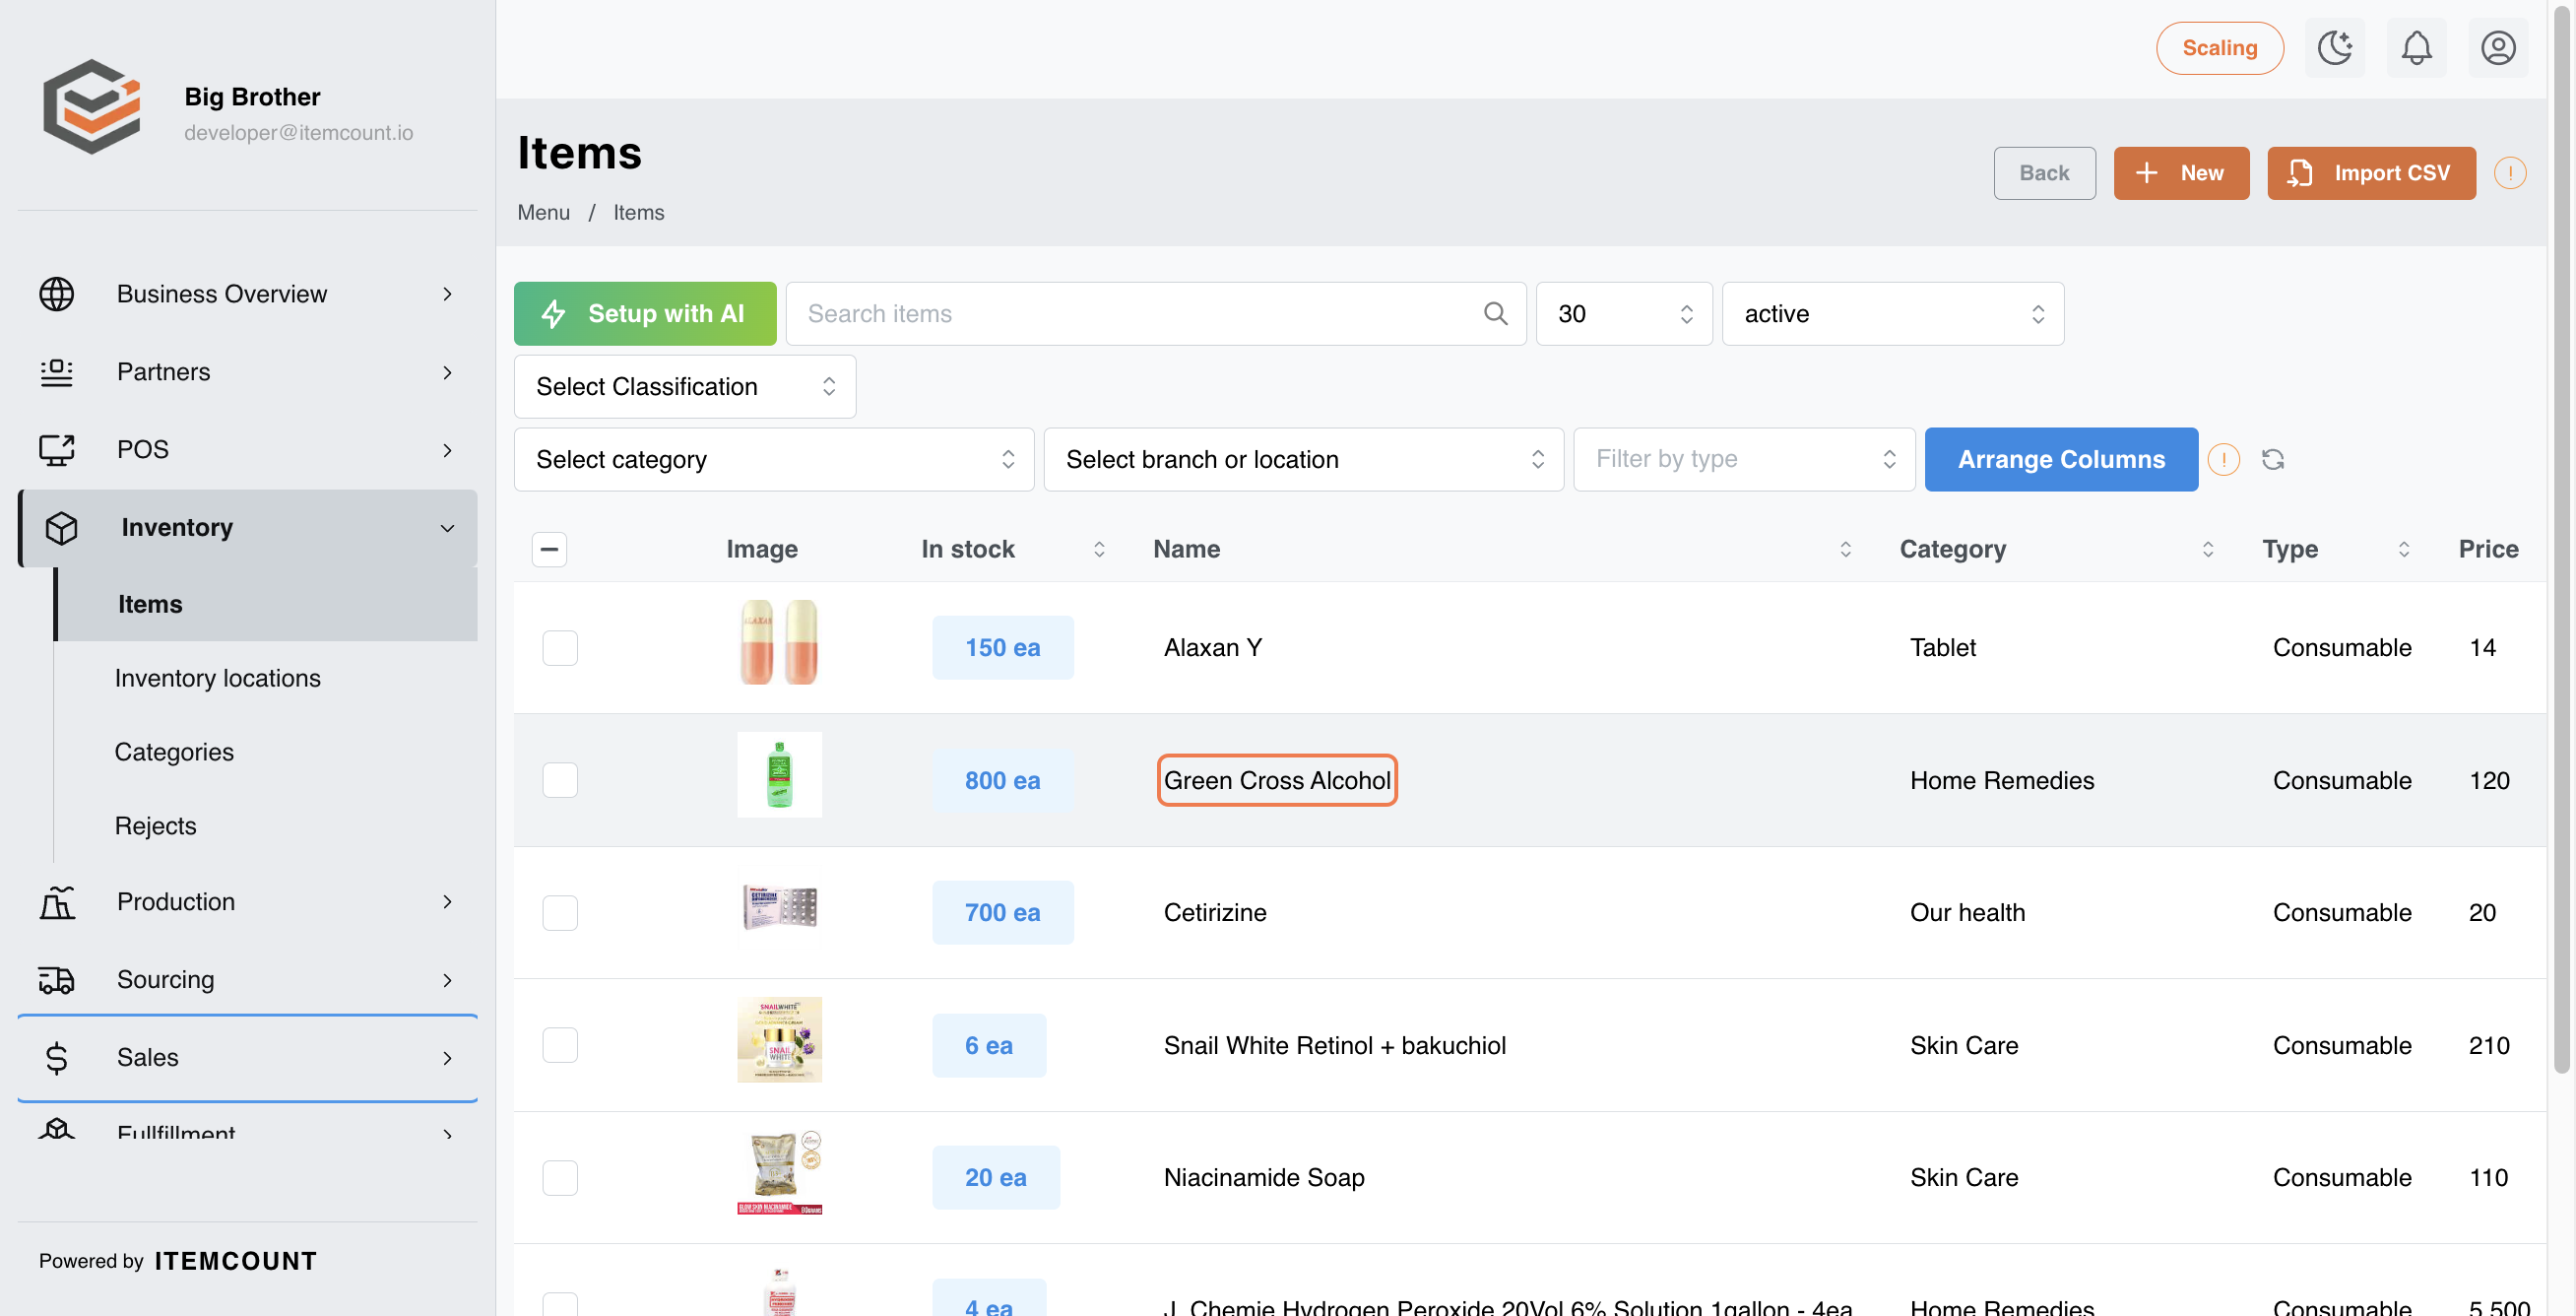 Big Brother
developer@itemcount.io
Business Overview
Partners
POS
Inventory
Items
Inventory locations
Categories
Rejects
Production
Sourcing
Sales
Fullfillment
Powered by ITEMCOUNT
Scaling
Items
Menu / Items
Back
New
Import CSV
Setup with AI
Search items
30
active
Select Classification
Select category
Select branch or location
Filter by type
Arrange Columns
Image In stock Name Category Type Price
150 ea Alaxan Y Tablet Consumable 14
800 ea Green Cross Alcohol Home Remedies Consumable 120
700 ea Cetirizine Our health Consumable 20
6 ea Snail White Retinol + bakuchiol Skin Care Consumable 210
20 ea Niacinamide Soap Skin Care Consumable 110
4 ea J. Chemie Hydrogen Peroxide 20Vol 6% Solution 1gallon - 4ea Home Remedies Consumable 5,500